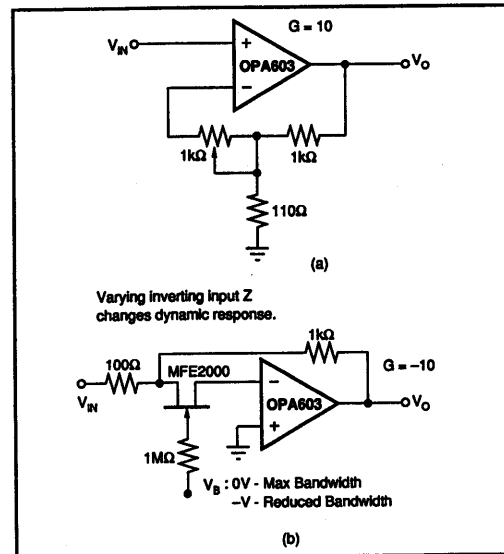 G = 10
V_IN
+
OPA603
−
V_O
1kΩ
1kΩ
110Ω
(a)
Varying inverting input Z
changes dynamic response.
1kΩ
100Ω
MFE2000
G = −10
−
V_IN
OPA603
V_O
+
1MΩ
V_B : 0V - Max Bandwidth
−V - Reduced Bandwidth
(b)